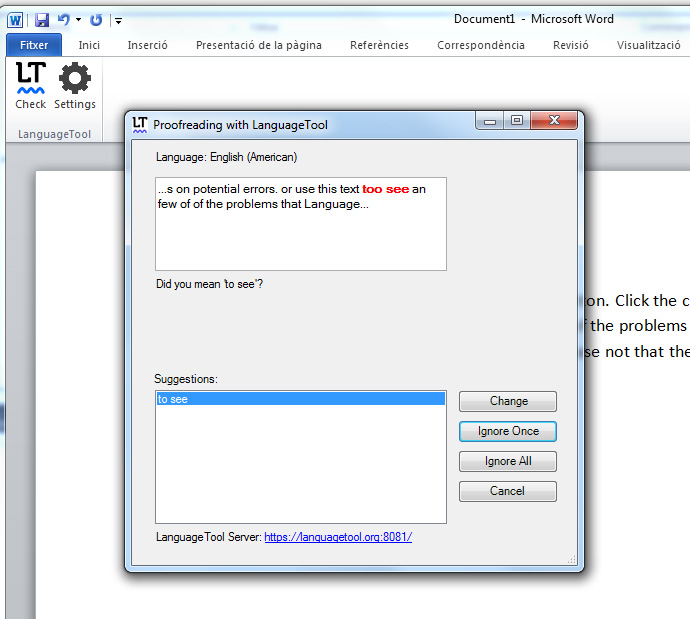 Document1 - Microsoft Word
Fitxer Inici Inserció Presentació de la pàgina Referències Correspondència Revisió Visualització
LT
Check Settings
LanguageTool
LT Proofreading with LanguageTool
Language: English (American)
...s on potential errors. or use this text too see an
few of of the problems that Language...
Did you mean 'to see'?
on. Click the c
f the problems
se not that the
Suggestions:
to see
Change
Ignore Once
Ignore All
Cancel
LanguageTool Server: https://languagetool.org:8081/